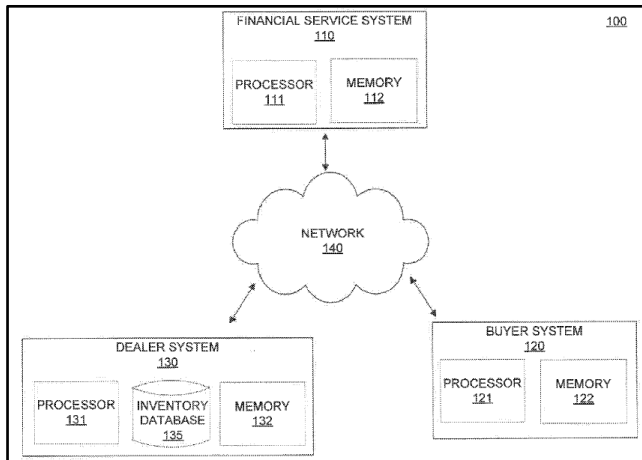 FINANCIAL SERVICE SYSTEM
110
100
PROCESSOR
111
MEMORY
112
NETWORK
140
DEALER SYSTEM
130
PROCESSOR
131
INVENTORY
DATABASE
135
MEMORY
132
BUYER SYSTEM
120
PROCESSOR
121
MEMORY
122